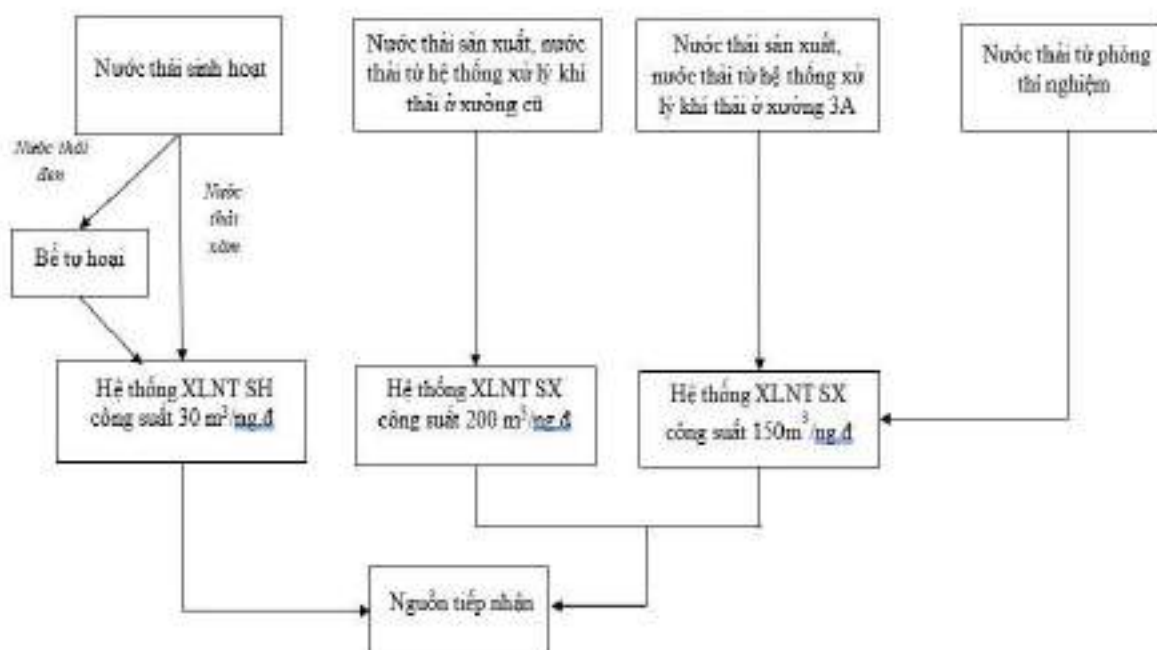 Nước thải sinh hoạt
Nước thải sản xuất, nước
thải từ hệ thống xử lý khí
thải ở xưởng cũ
Nước thải sản xuất,
nước thải từ hệ thống xử
lý khí thải ở xưởng 3A
Nước thải từ phòng
thí nghiệm
Nước thải
đen
Nước
thải
xám
Bể tự hoại
Hệ thống XLNT SH
công suất 30 m³/ng.đ
Hệ thống XLNT SX
công suất 200 m³/ng.đ
Hệ thống XLNT SX
công suất 150m³/ng.đ
Nguồn tiếp nhận